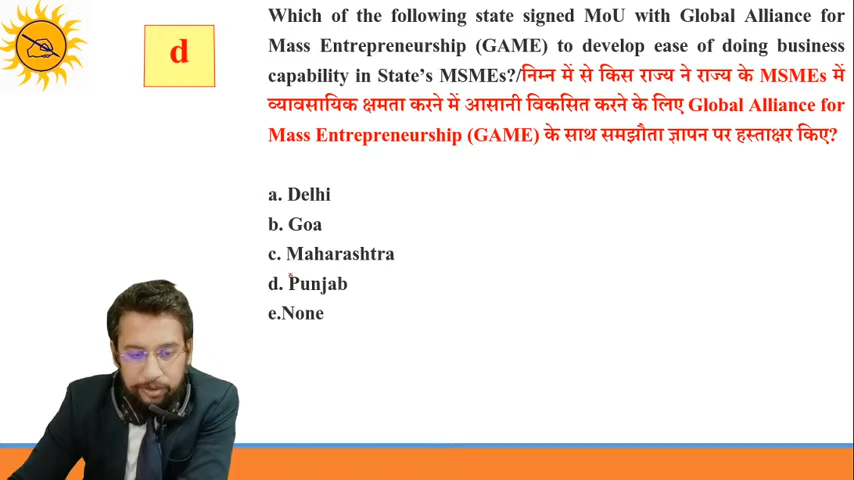 d
Which of the following state signed MoU with Global Alliance for
Mass Entrepreneurship (GAME) to develop ease of doing business
capability in State's MSMEs?/निम्न में से किस राज्य ने राज्य के MSMEs में
व्यावसायिक क्षमता करने में आसानी विकसित करने के लिए Global Alliance for
Mass Entrepreneurship (GAME) के साथ समझौता ज्ञापन पर हस्ताक्षर किए?
a. Delhi
b. Goa
c. Maharashtra
d. Punjab
e.None